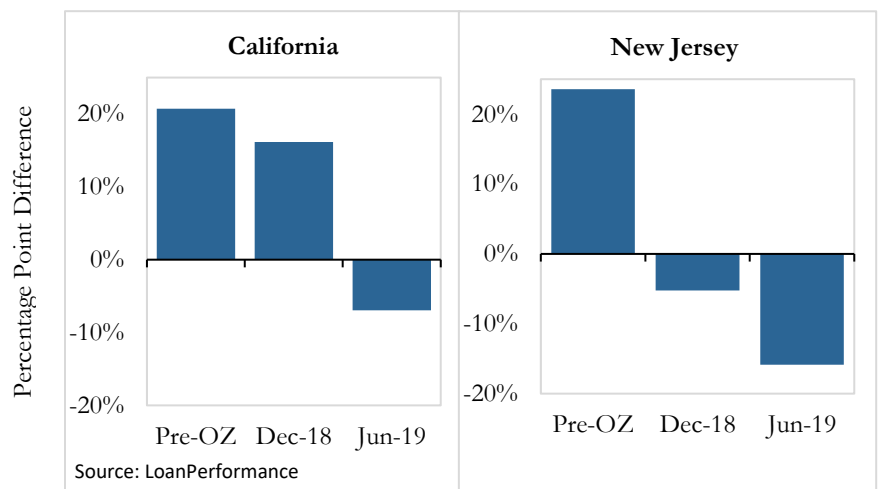 California
Percentage Point Difference
20%
10%
0%
-10%
-20%
Pre-OZ Dec-18 Jun-19
Source: LoanPerformance
New Jersey
20%
10%
0%
-10%
-20%
Pre-OZ Dec-18 Jun-19